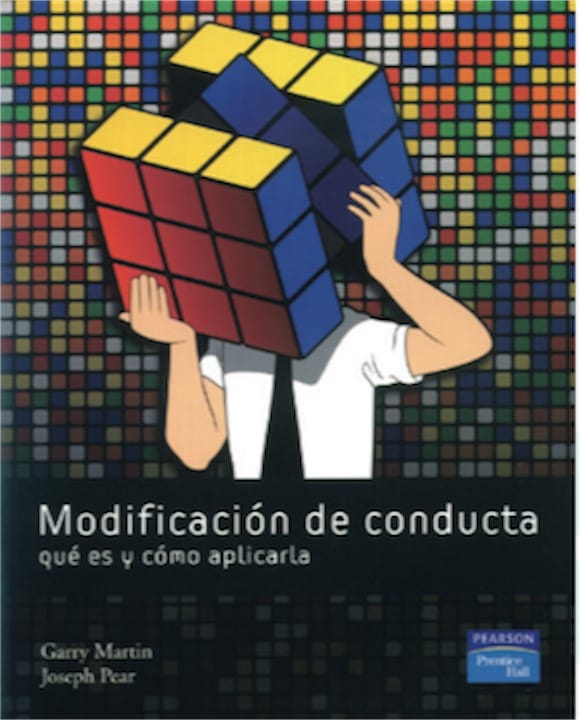 Modificación de conducta
qué es y cómo aplicarla
Garry Martin
Joseph Pear
PEARSON
Prentice
Hall